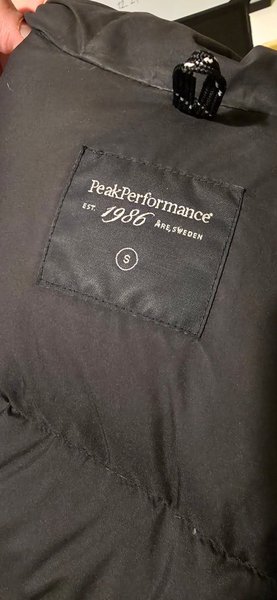 PeakPerformance®
EST. 1986 ÅRE, SWEDEN
S